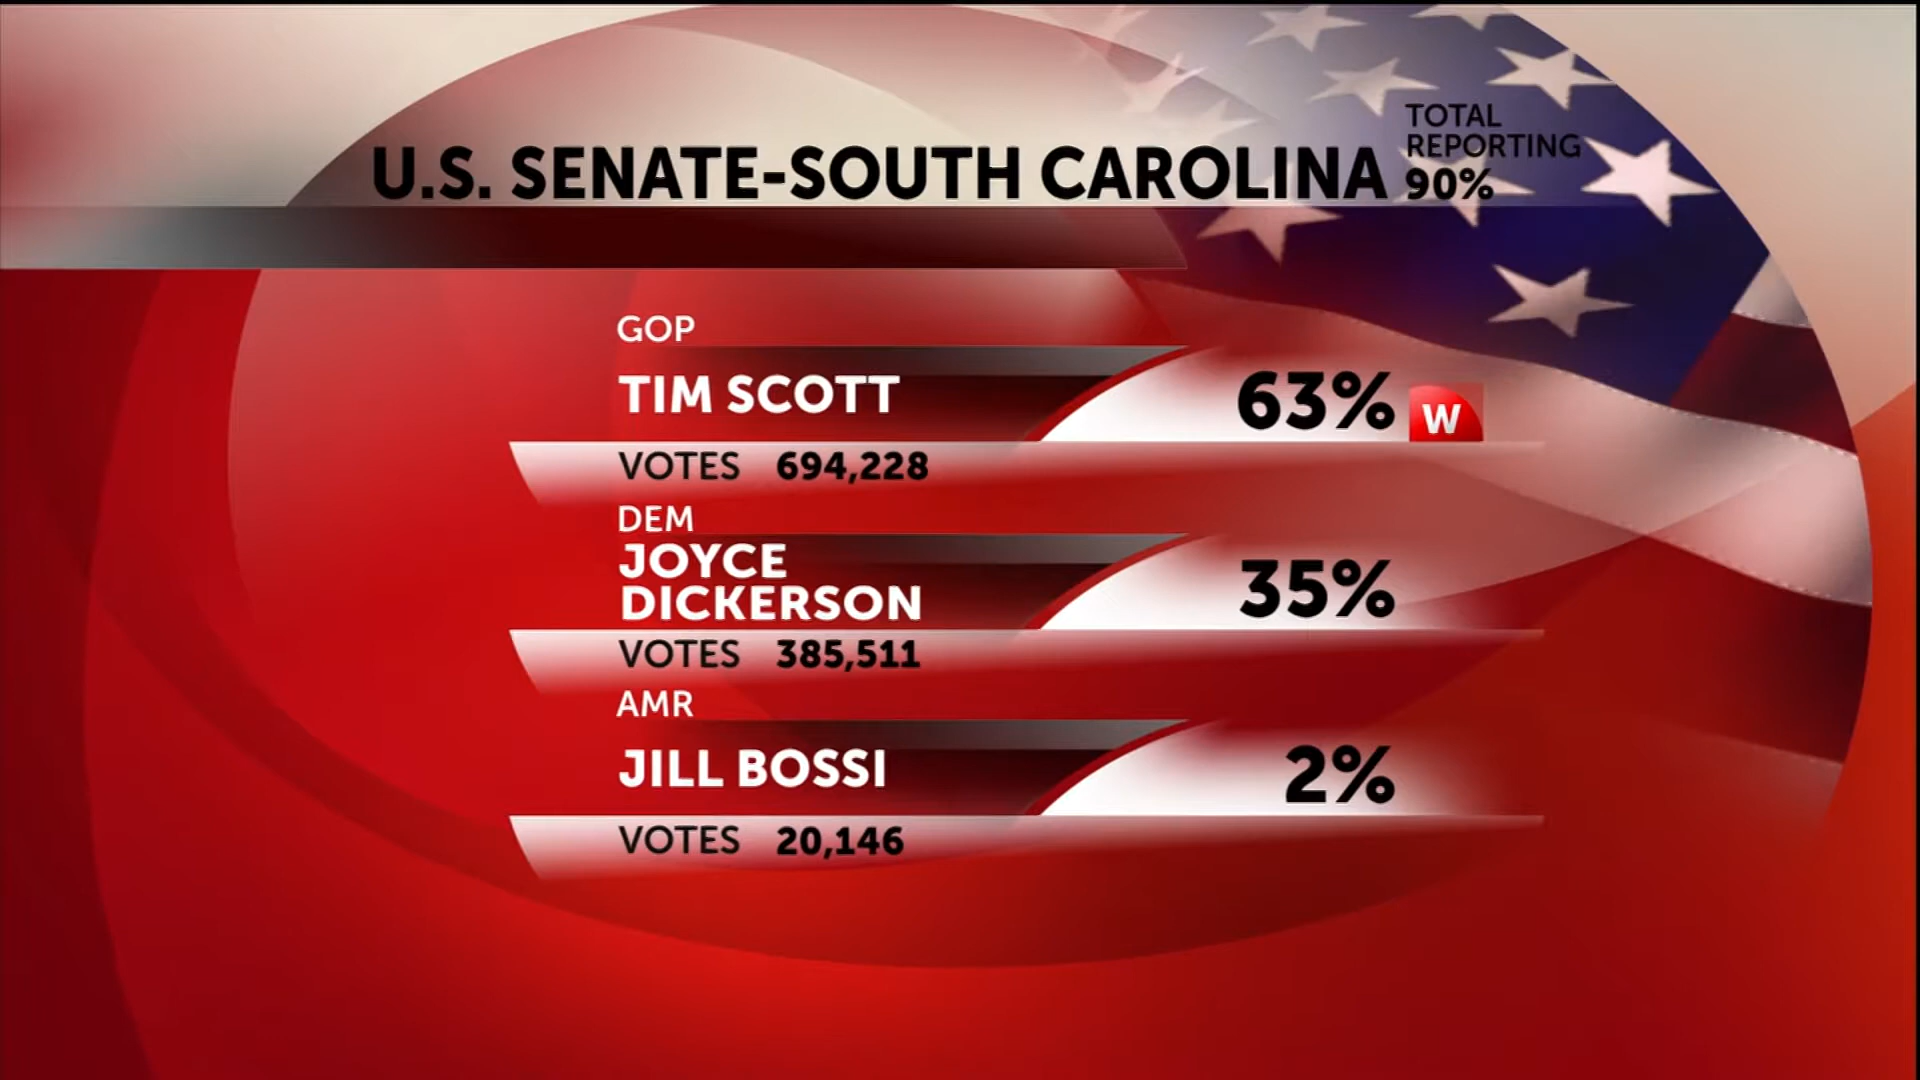 U.S. SENATE-SOUTH CAROLINA
TOTAL
REPORTING
90%
GOP
TIM SCOTT
63%
W
VOTES 694,228
DEM
JOYCE
DICKERSON
35%
VOTES 385,511
AMR
JILL BOSSI
2%
VOTES 20,146